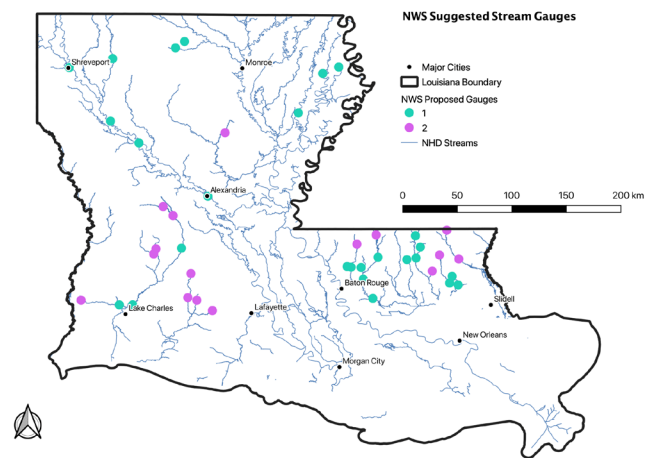 NWS Suggested Stream Gauges
Major Cities
Louisiana Boundary
NWS Proposed Gauges
1
2
NHD Streams
0 50 100 150 200 km
Shreveport
Monroe
Alexandria
Baton Rouge
Slidell
Lake Charles
Lafayette
New Orleans
Morgan City